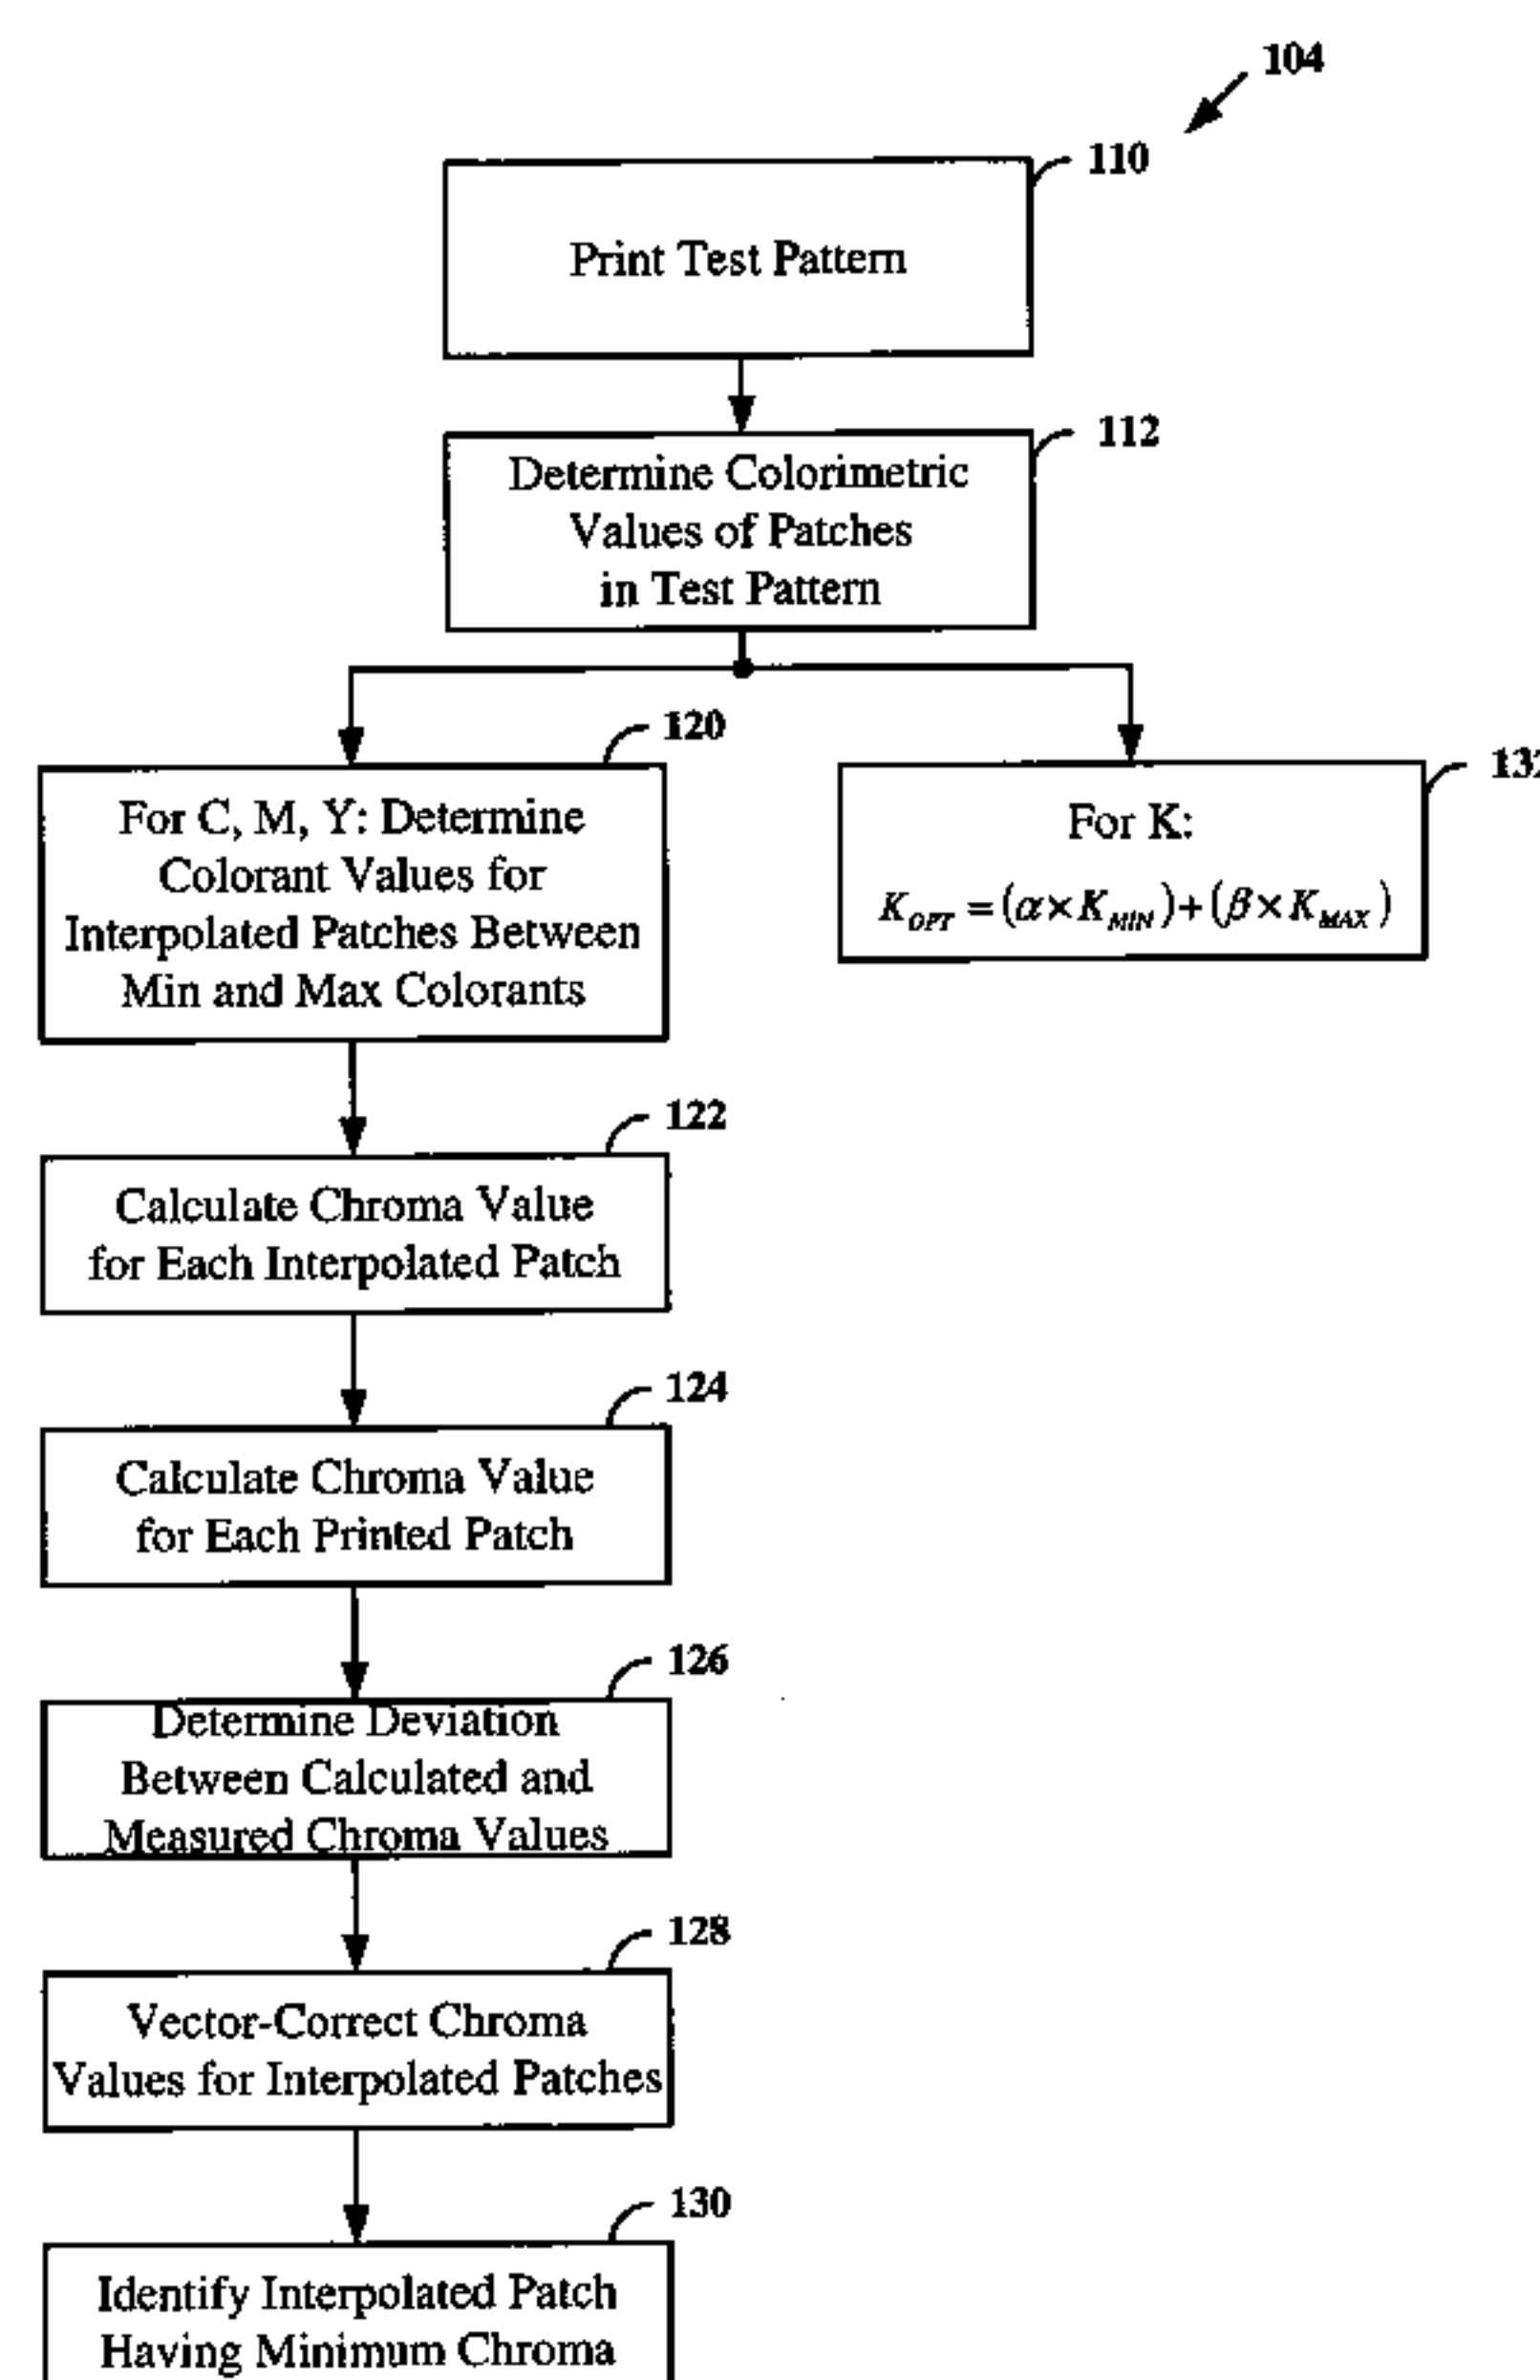 104
110
Print Test Pattern
112
Determine Colorimetric
Values of Patches
in Test Pattern
120
For C, M, Y: Determine
Colorant Values for
Interpolated Patches Between
Min and Max Colorants
For K:
K_OPT = (α × K_MIN) + (β × K_MAX)
122
Calculate Chroma Value
for Each Interpolated Patch
124
Calculate Chroma Value
for Each Printed Patch
126
Determine Deviation
Between Calculated and
Measured Chroma Values
128
Vector-Correct Chroma
Values for Interpolated Patches
130
Identify Interpolated Patch
Having Minimum Chroma